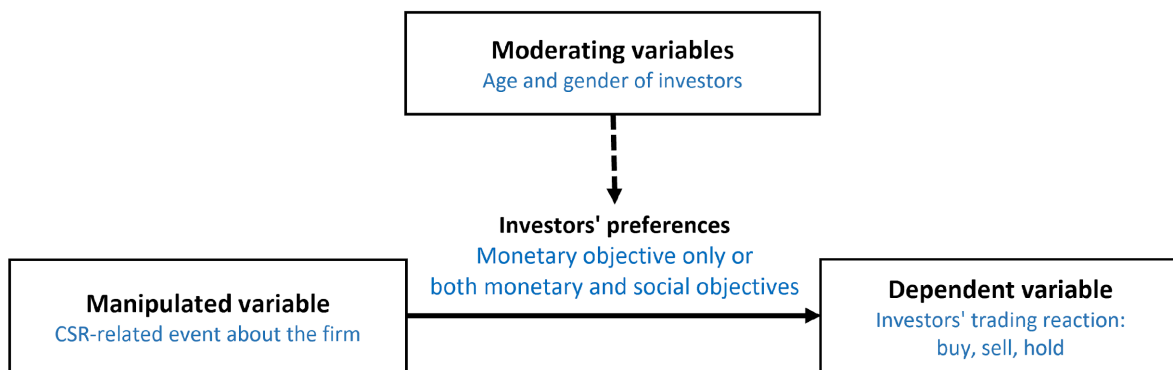 Moderating variables
Age and gender of investors
Investors' preferences
Monetary objective only or
both monetary and social objectives
Manipulated variable
CSR-related event about the firm
Dependent variable
Investors' trading reaction:
buy, sell, hold